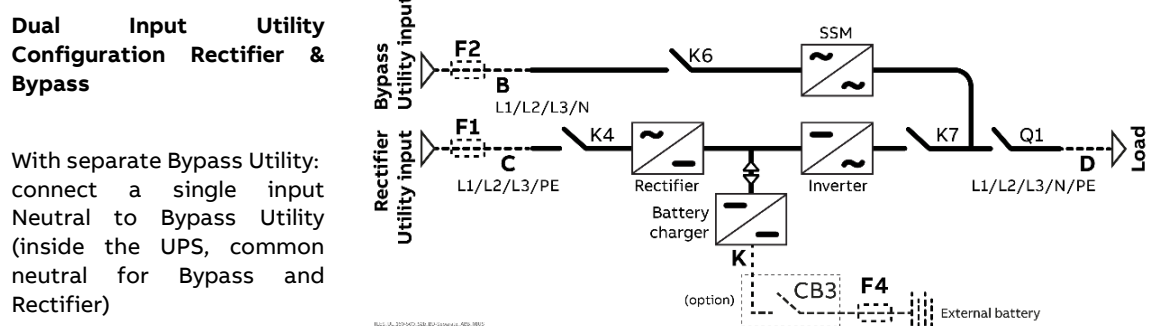 Dual Input Utility
Configuration Rectifier &
Bypass
With separate Bypass Utility:
connect a single input
Neutral to Bypass Utility
(inside the UPS, common
neutral for Bypass and
Rectifier)
Bypass
Utility input
F2
B
L1/L2/L3/N
K6
SSM
Rectifier
Utility input
F1
C
L1/L2/L3/PE
K4
Rectifier
Inverter
K7
Q1
D
L1/L2/L3/N/PE
Load
Battery
charger
K
(option)
CB3
F4
External battery